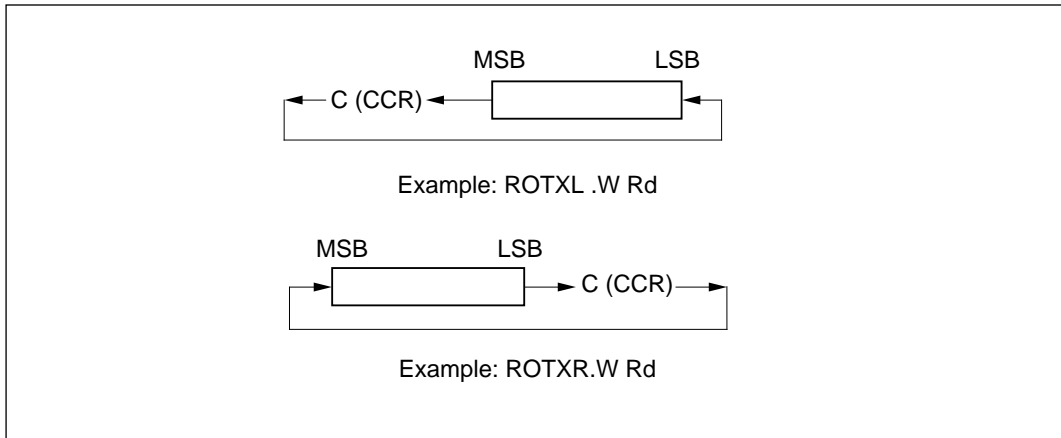 MSB LSB
C (CCR)
Example: ROTXL .W Rd
MSB LSB
C (CCR)
Example: ROTXR.W Rd